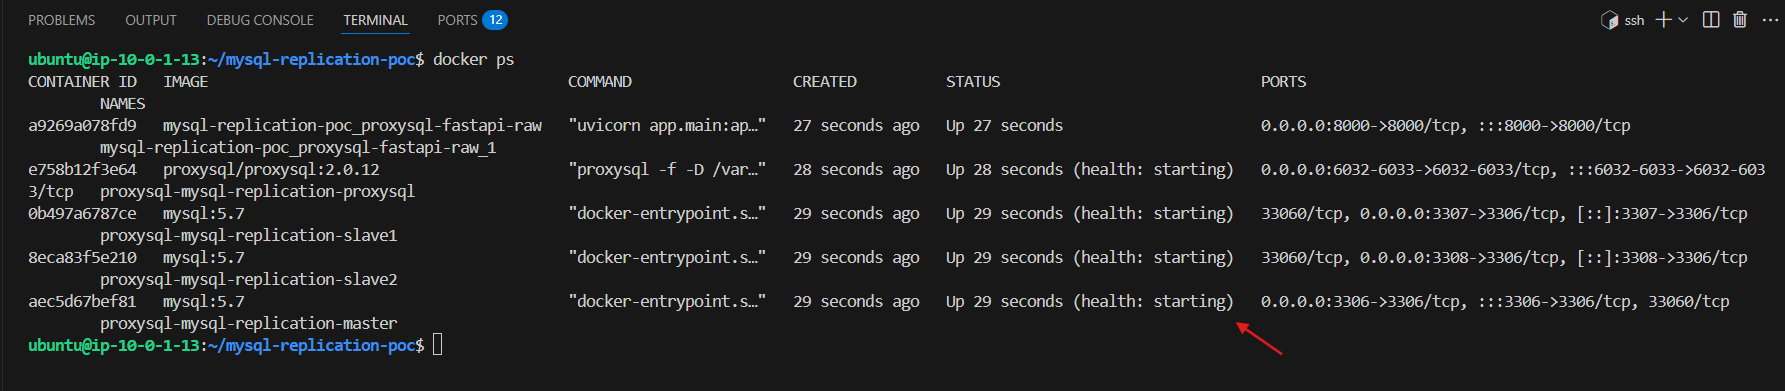 PROBLEMS OUTPUT DEBUG CONSOLE TERMINAL PORTS 12 ssh
ubuntu@ip-10-0-1-13:~/mysql-replication-poc$ docker ps
CONTAINER ID IMAGE COMMAND CREATED STATUS PORTS
NAMES
a9269a078fd9 mysql-replication-poc_proxysql-fastapi-raw "uvicorn app.main:ap…" 27 seconds ago Up 27 seconds 0.0.0.0:8000->8000/tcp, :::8000->8000/tcp
mysql-replication-poc_proxysql-fastapi-raw_1
e758b12f3e64 proxysql/proxysql:2.0.12 "proxysql -f -D /var…" 28 seconds ago Up 28 seconds (health: starting) 0.0.0.0:6032-6033->6032-6033/tcp, :::6032-6033->6032-603
3/tcp proxysql-mysql-replication-proxysql
0b497a6787ce mysql:5.7 "docker-entrypoint.s…" 29 seconds ago Up 29 seconds (health: starting) 33060/tcp, 0.0.0.0:3307->3306/tcp, [::]:3307->3306/tcp
proxysql-mysql-replication-slave1
8eca83f5e210 mysql:5.7 "docker-entrypoint.s…" 29 seconds ago Up 29 seconds (health: starting) 33060/tcp, 0.0.0.0:3308->3306/tcp, [::]:3308->3306/tcp
proxysql-mysql-replication-slave2
aec5d67bef81 mysql:5.7 "docker-entrypoint.s…" 29 seconds ago Up 29 seconds (health: starting) 0.0.0.0:3306->3306/tcp, :::3306->3306/tcp, 33060/tcp
proxysql-mysql-replication-master
ubuntu@ip-10-0-1-13:~/mysql-replication-poc$